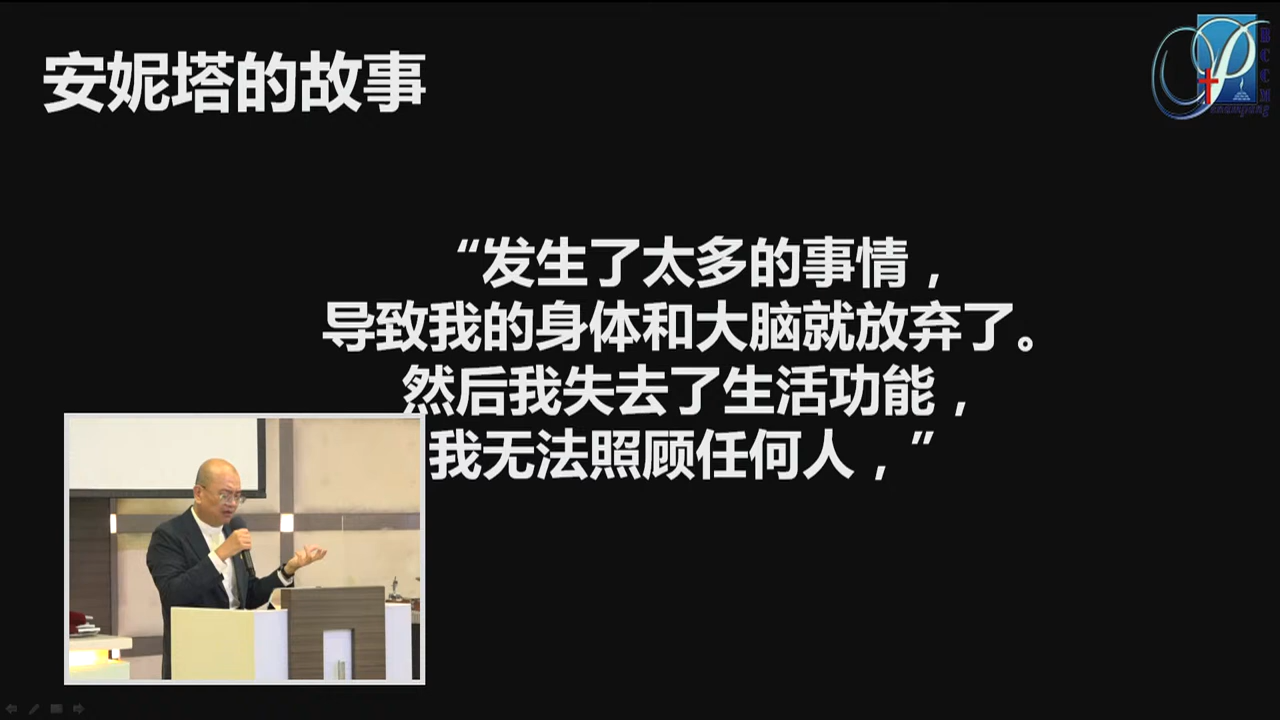 安妮塔的故事
“发生了太多的事情，
导致我的身体和大脑就放弃了。
然后我失去了生活功能，
我无法照顾任何人，”
P
BCCM